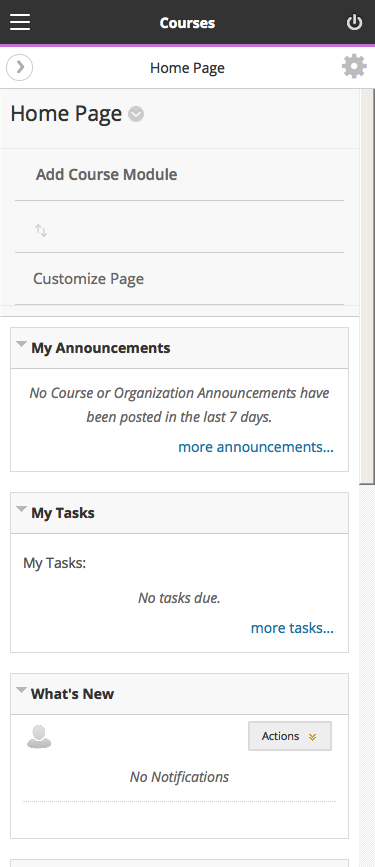 Courses
Home Page
Home Page
Add Course Module
Customize Page
My Announcements
No Course or Organization Announcements have
been posted in the last 7 days.
more announcements...
My Tasks
My Tasks:
No tasks due.
more tasks...
What's New
Actions
No Notifications